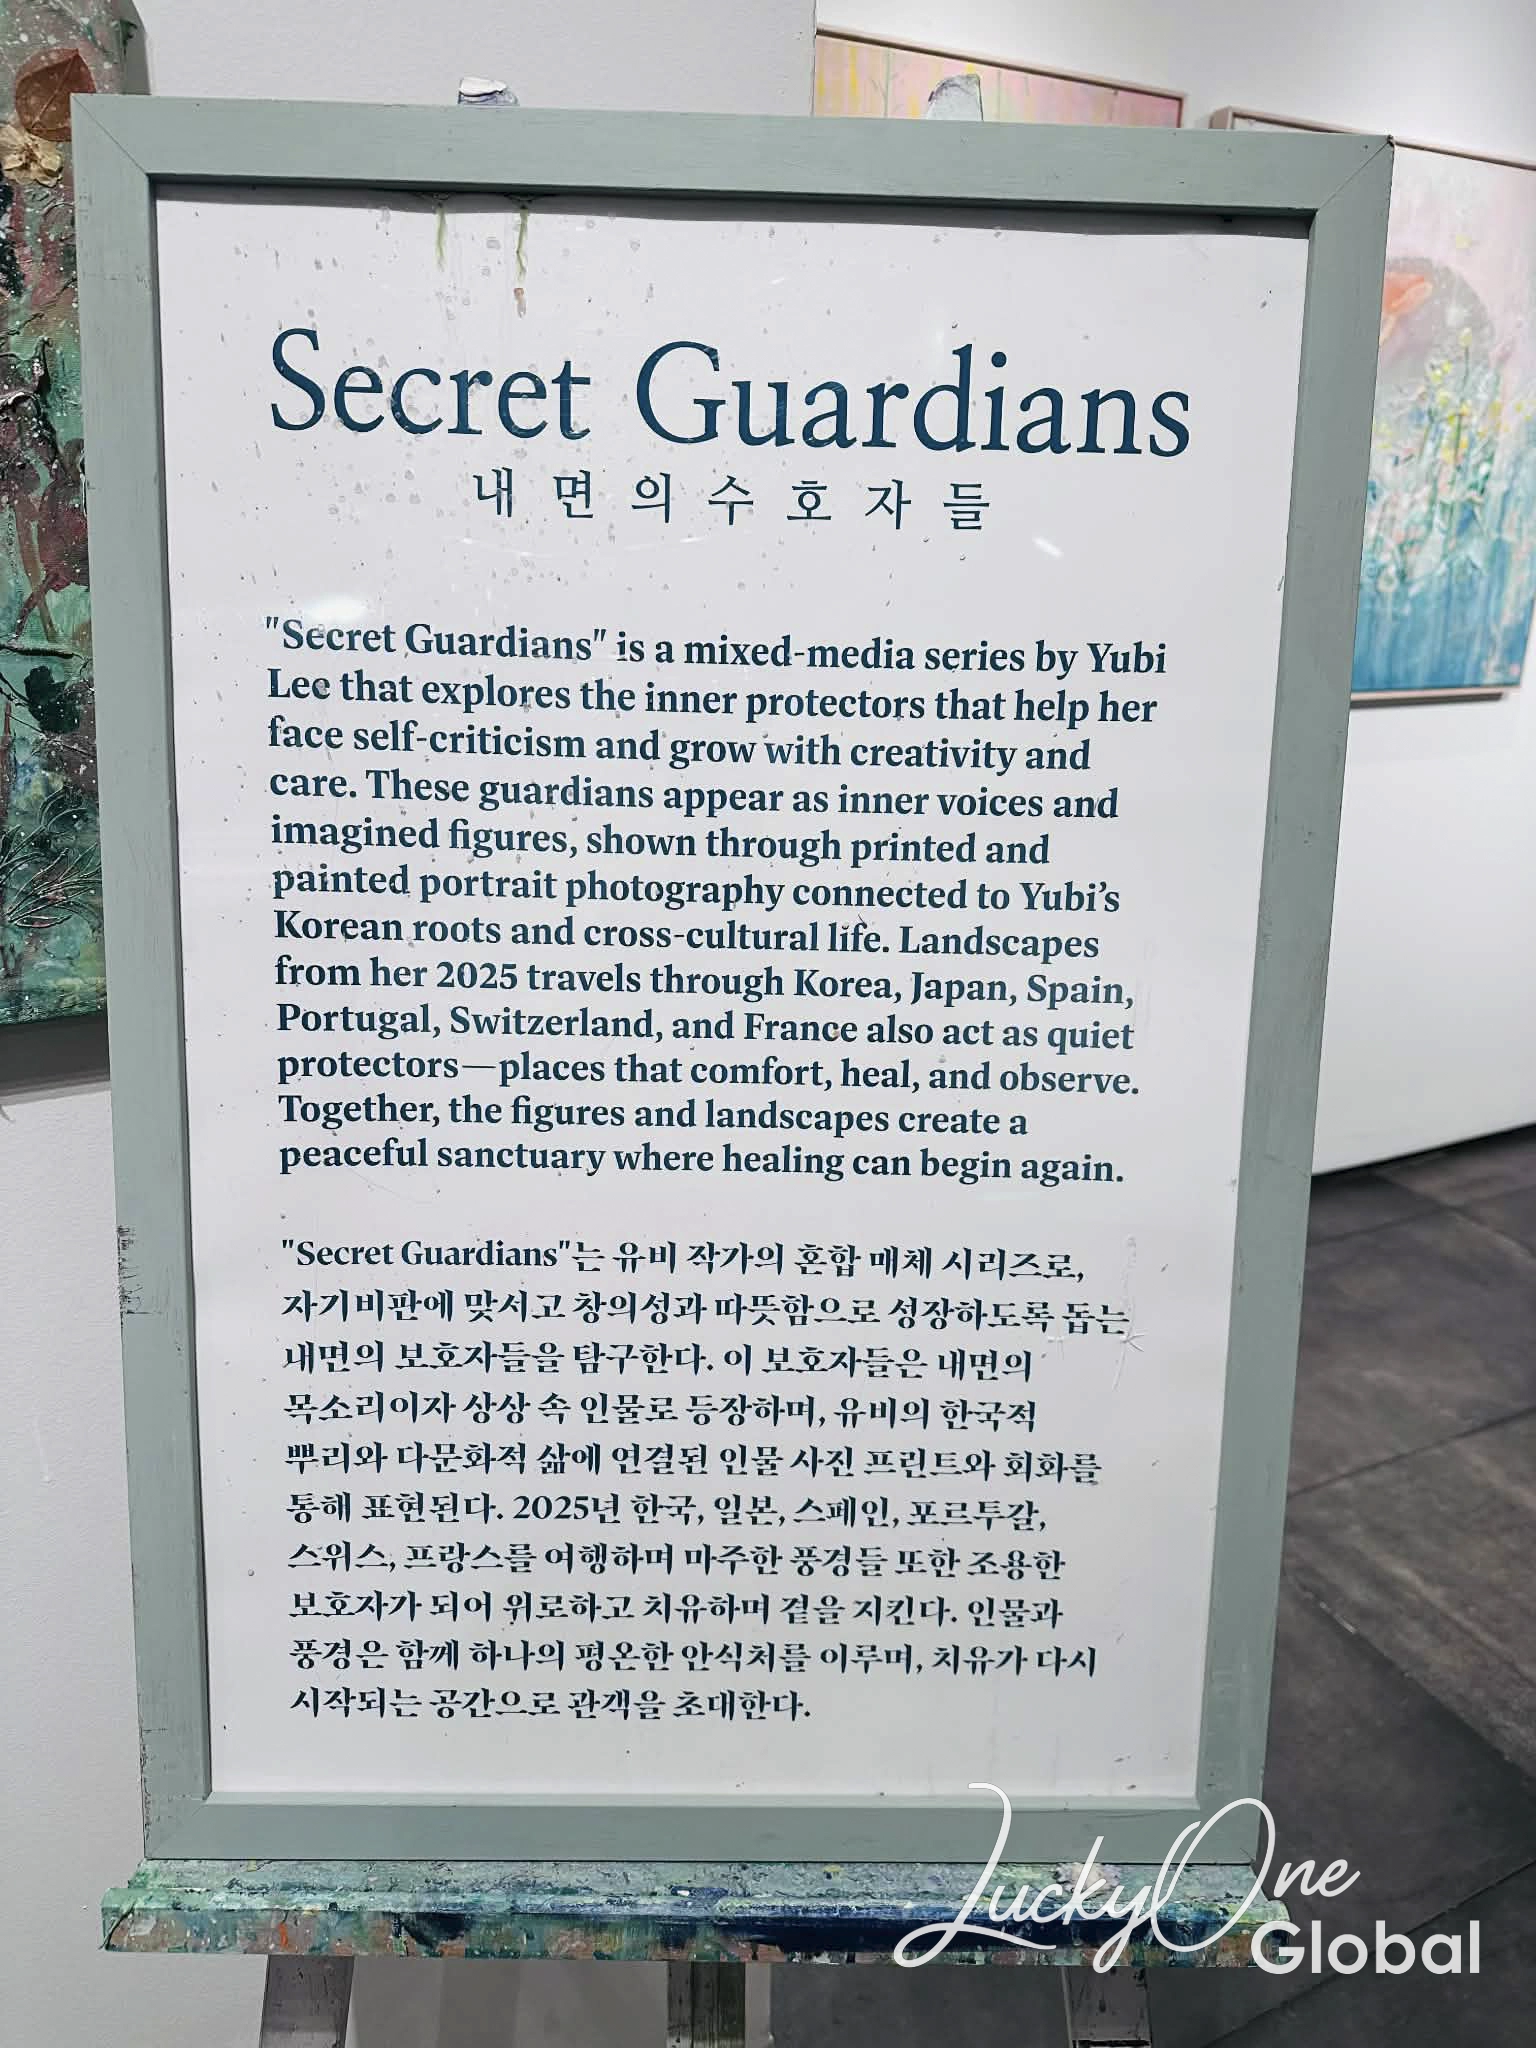 Secret Guardians
내면의수호자들
"Secret Guardians" is a mixed-media series by Yubi
Lee that explores the inner protectors that help her
face self-criticism and grow with creativity and
care. These guardians appear as inner voices and
imagined figures, shown through printed and
painted portrait photography connected to Yubi’s
Korean roots and cross-cultural life. Landscapes
from her 2025 travels through Korea, Japan, Spain,
Portugal, Switzerland, and France also act as quiet
protectors—places that comfort, heal, and observe.
Together, the figures and landscapes create a
peaceful sanctuary where healing can begin again.
"Secret Guardians"는 유비 작가의 혼합 매체 시리즈로,
자기비판에 맞서고 창의성과 따뜻함으로 성장하도록 돕는
내면의 보호자들을 탐구한다. 이 보호자들은 내면의
목소리이자 상상 속 인물로 등장하며, 유비의 한국적
뿌리와 다문화적 삶에 연결된 인물 사진 프린트와 회화를
통해 표현된다. 2025년 한국, 일본, 스페인, 포르투갈,
스위스, 프랑스를 여행하며 마주한 풍경들 또한 조용한
보호자가 되어 위로하고 치유하며 곁을 지킨다. 인물과
풍경은 함께 하나의 평온한 안식처를 이루며, 치유가 다시
시작되는 공간으로 관객을 초대한다.
LuckyOne
Global